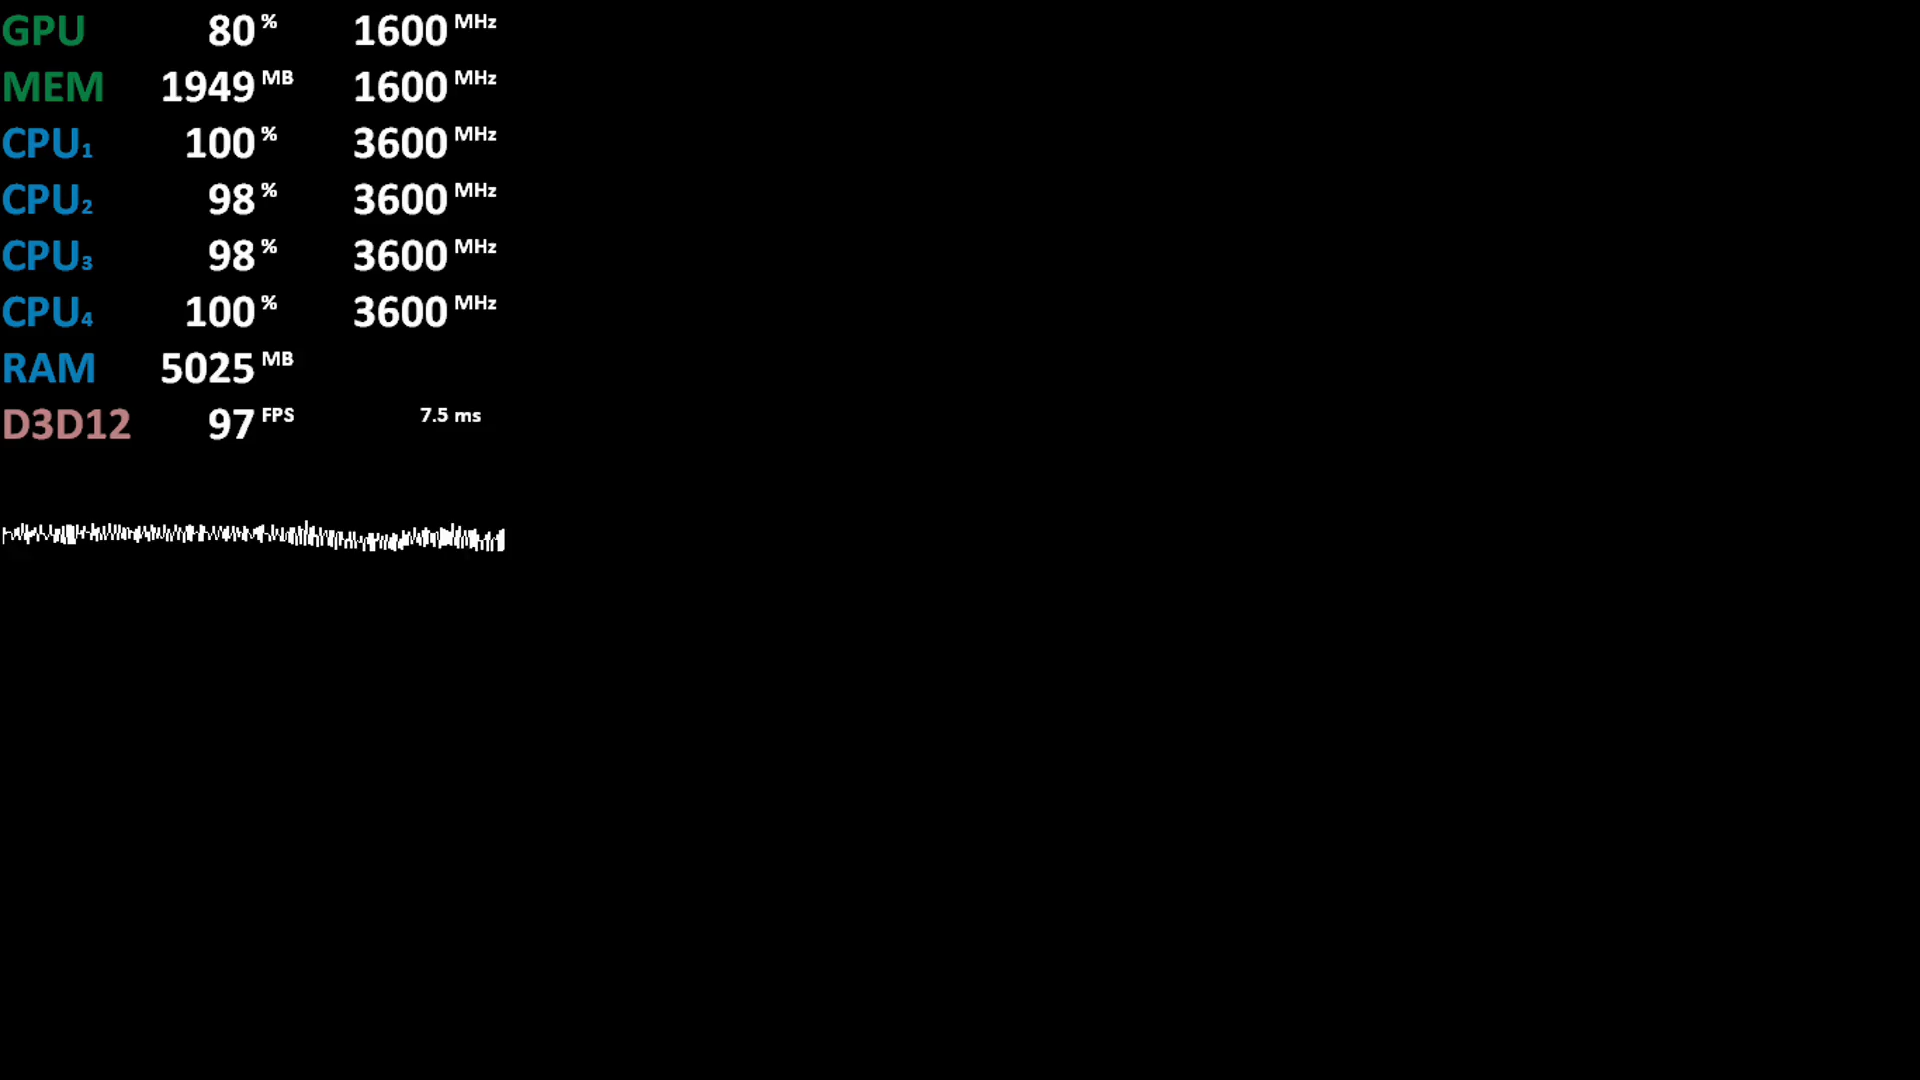 GPU 80 % 1600 MHz
MEM 1949 MB 1600 MHz
CPU1 100 % 3600 MHz
CPU2 98 % 3600 MHz
CPU3 98 % 3600 MHz
CPU4 100 % 3600 MHz
RAM 5025 MB
D3D12 97 FPS 7.5 ms